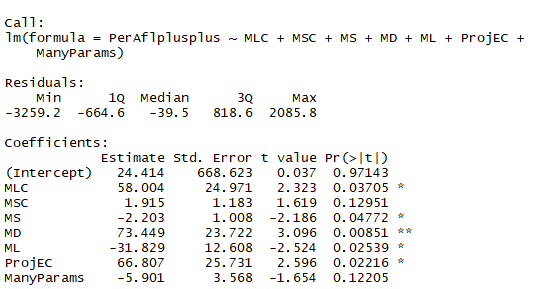 Call:
lm(formula = PerAflplusplus ~ MLC + MSC + MS + MD + ML + ProjEC +
    ManyParams)

Residuals:
    Min      1Q  Median      3Q     Max
-3259.2  -664.6   -39.5   818.6  2085.8

Coefficients:
            Estimate Std. Error t value Pr(>|t|)
(Intercept)   24.414    668.623   0.037  0.97143
MLC           58.004     24.971   2.323  0.03705 *
MSC            1.915      1.183   1.619  0.12951
MS            -2.203      1.008  -2.186  0.04772 *
MD            73.449     23.722   3.096  0.00851 **
ML           -31.829     12.608  -2.524  0.02539 *
ProjEC        66.807     25.731   2.596  0.02216 *
ManyParams    -5.901      3.568  -1.654  0.12205